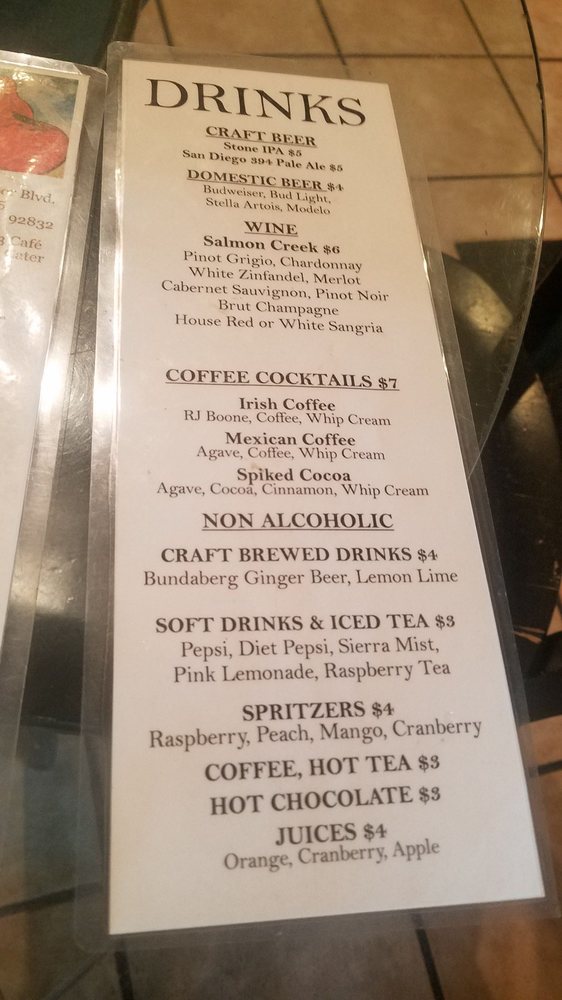 DRINKS
CRAFT BEER
Stone IPA $5
San Diego 394 Pale Ale $5
DOMESTIC BEER $4
Budweiser, Bud Light,
Stella Artois, Modelo
WINE
Salmon Creek $6
Pinot Grigio, Chardonnay
White Zinfandel, Merlot
Cabernet Sauvignon, Pinot Noir
Brut Champagne
House Red or White Sangria
COFFEE COCKTAILS $7
Irish Coffee
RJ Boone, Coffee, Whip Cream
Mexican Coffee
Agave, Coffee, Whip Cream
Spiked Cocoa
Agave, Cocoa, Cinnamon, Whip Cream
NON ALCOHOLIC
CRAFT BREWED DRINKS $4
Bundaberg Ginger Beer, Lemon Lime
SOFT DRINKS & ICED TEA $3
Pepsi, Diet Pepsi, Sierra Mist,
Pink Lemonade, Raspberry Tea
SPRITZERS $4
Raspberry, Peach, Mango, Cranberry
COFFEE, HOT TEA $3
HOT CHOCOLATE $3
JUICES $4
Orange, Cranberry, Apple
Blvd.
5
92832
Café